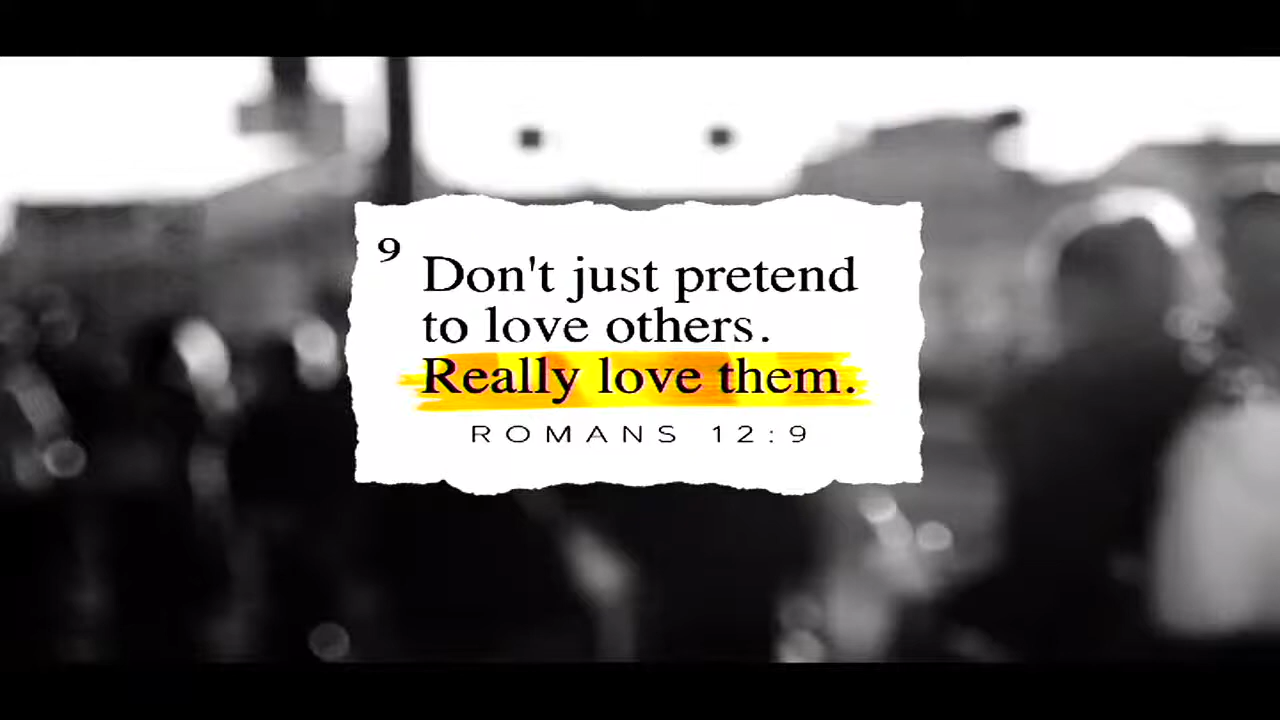 9
Don't just pretend
to love others.
Really love them.
ROMANS 12:9